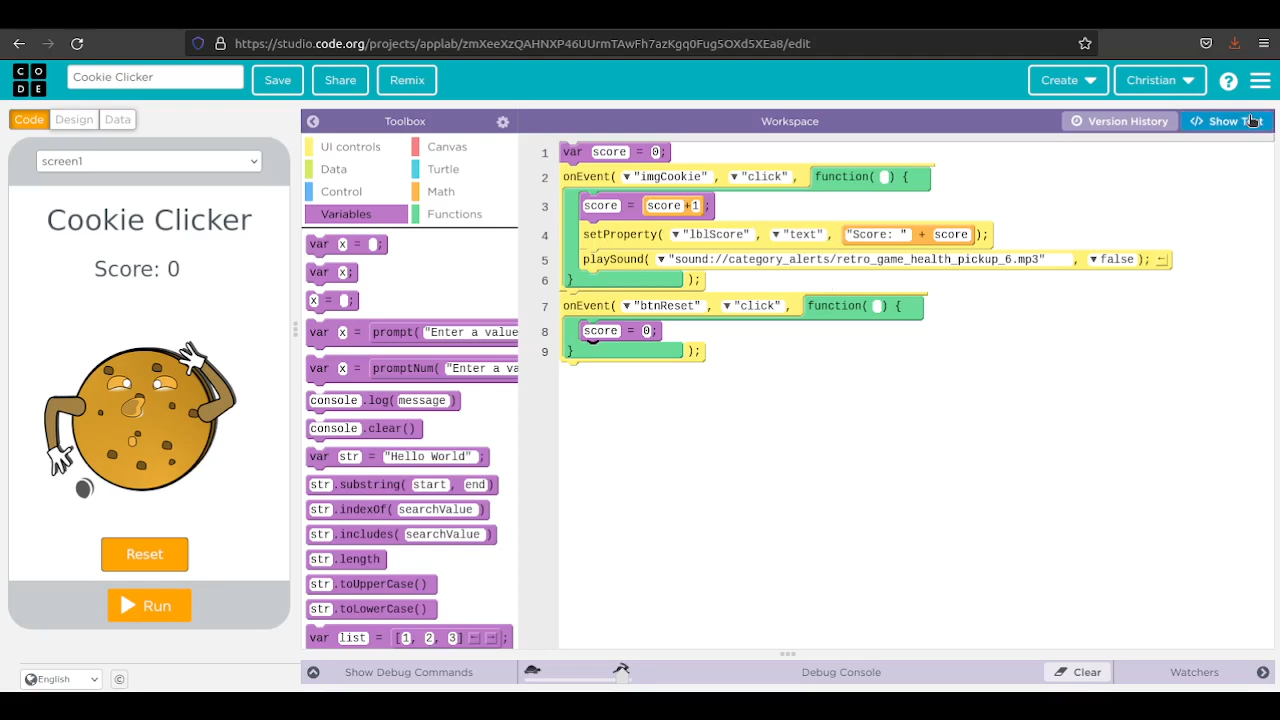 https://studio.code.org/projects/applab/zmXeeXzQAHNXP46UUrmTAwFh7azKgq0Fug5OXd5XEa8/edit
CO
DE
Cookie Clicker
Save
Share
Remix
Create
Christian
?
Code
Design
Data
Toolbox
Workspace
Version History
</> Show Text
screen1
Cookie Clicker
Score: 0
Reset
Run
UI controls
Canvas
Data
Turtle
Control
Math
Variables
Functions
var x = ;
var x;
x = ;
var x = prompt("Enter a value
var x = promptNum( "Enter a va
console.log(message)
console.clear()
var str = "Hello World" ;
str.substring( start, end)
str.indexOf( searchValue )
str.includes( searchValue )
str.length
str.toUpperCase()
str.toLowerCase()
var list = [1, 2, 3] ;
1 var score = 0;
2 onEvent( "imgCookie", "click", function( ) {
3 score = score +1 ;
4 setProperty( "lblScore", "text", "Score: " + score );
5 playSound( "sound://category_alerts/retro_game_health_pickup_6.mp3" , false );
6 } );
7 onEvent( "btnReset", "click", function( ) {
8 score = 0;
9 } );
English
©
Show Debug Commands
Debug Console
Clear
Watchers